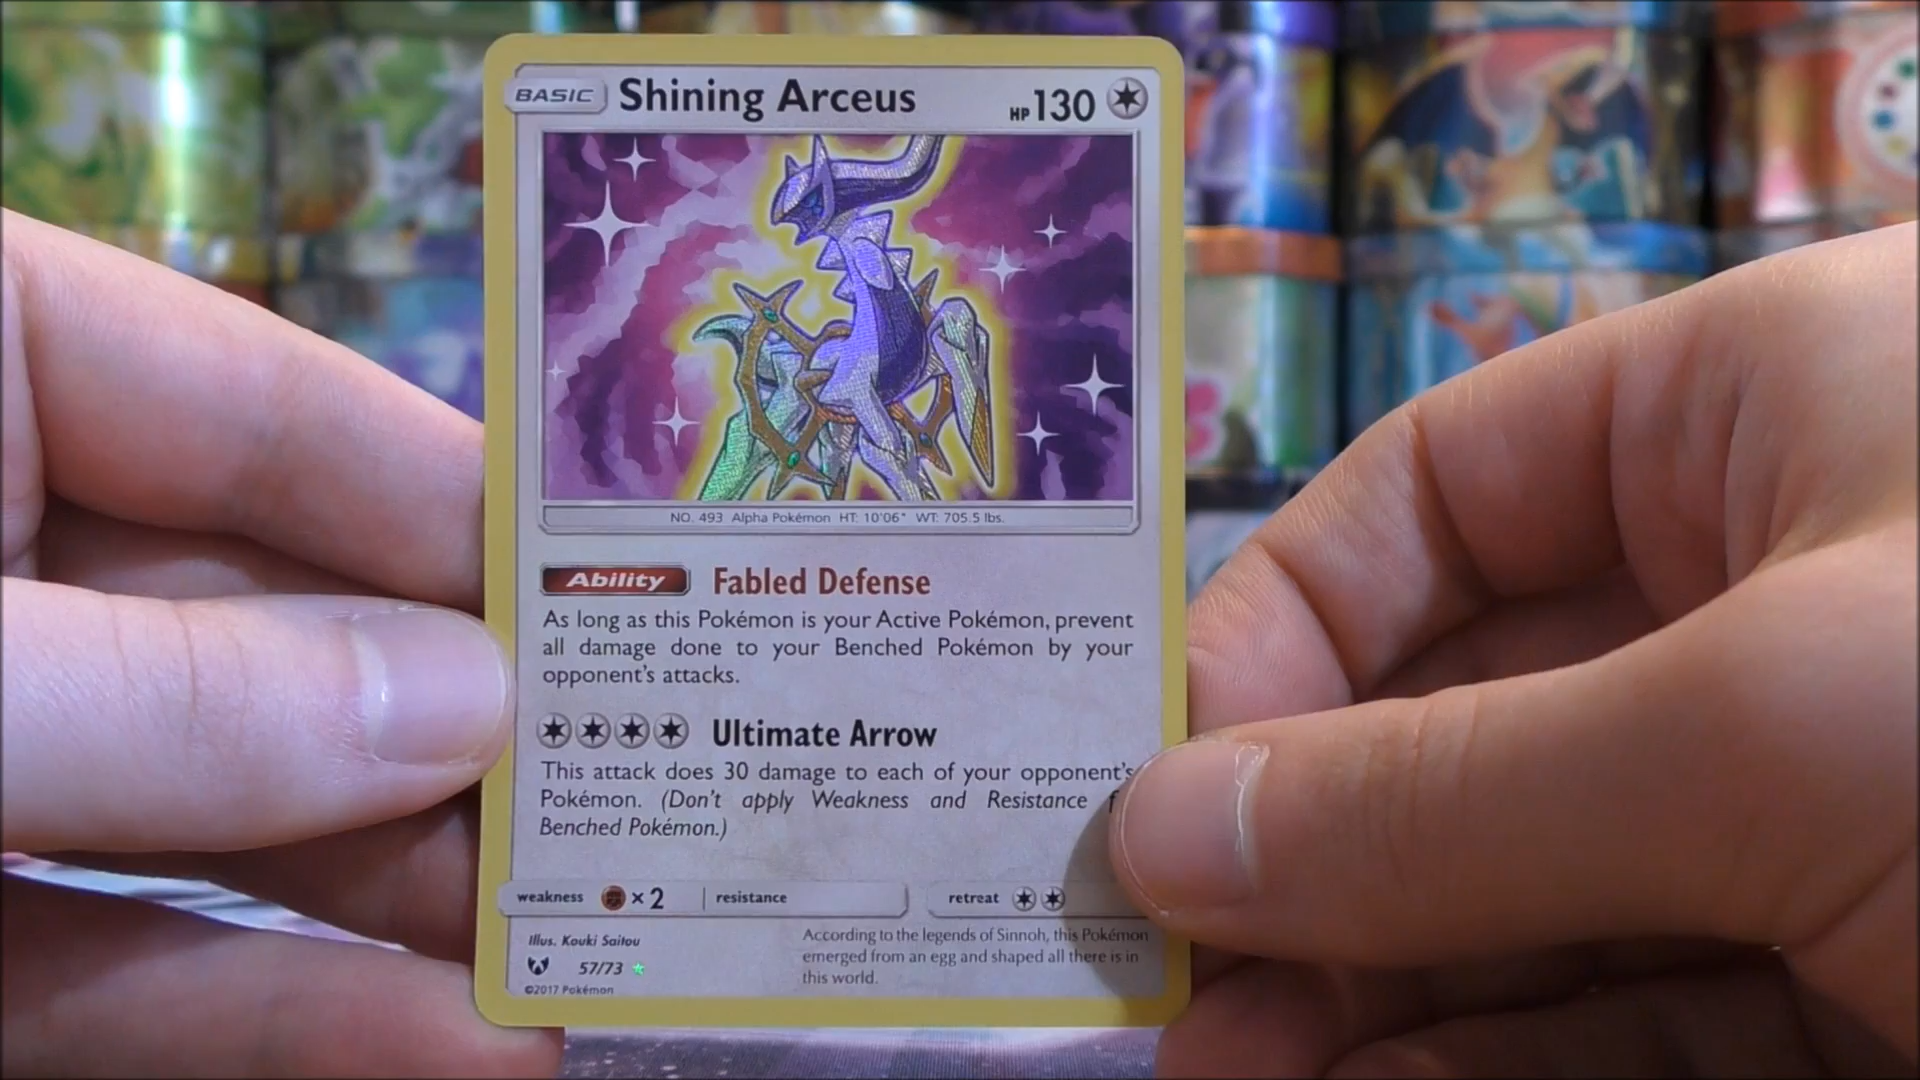 BASIC Shining Arceus HP 130
NO. 493 Alpha Pokémon HT: 10'06" WT: 705.5 lbs.
Ability Fabled Defense
As long as this Pokémon is your Active Pokémon, prevent
all damage done to your Benched Pokémon by your
opponent's attacks.
Ultimate Arrow
This attack does 30 damage to each of your opponent's
Pokémon. (Don't apply Weakness and Resistance
Benched Pokémon.)
weakness ×2 resistance retreat
Illus. Kouki Saitou
57/73
©2017 Pokémon
According to the legends of Sinnoh, this Pokémon
emerged from an egg and shaped all there is in
this world.